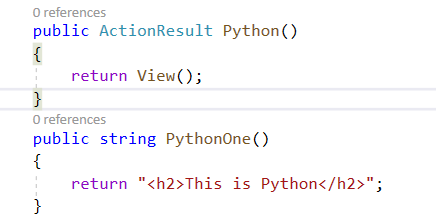 0 references
public ActionResult Python()
{
    return View();
}
0 references
public string PythonOne()
{
    return "<h2>This is Python</h2>";
}